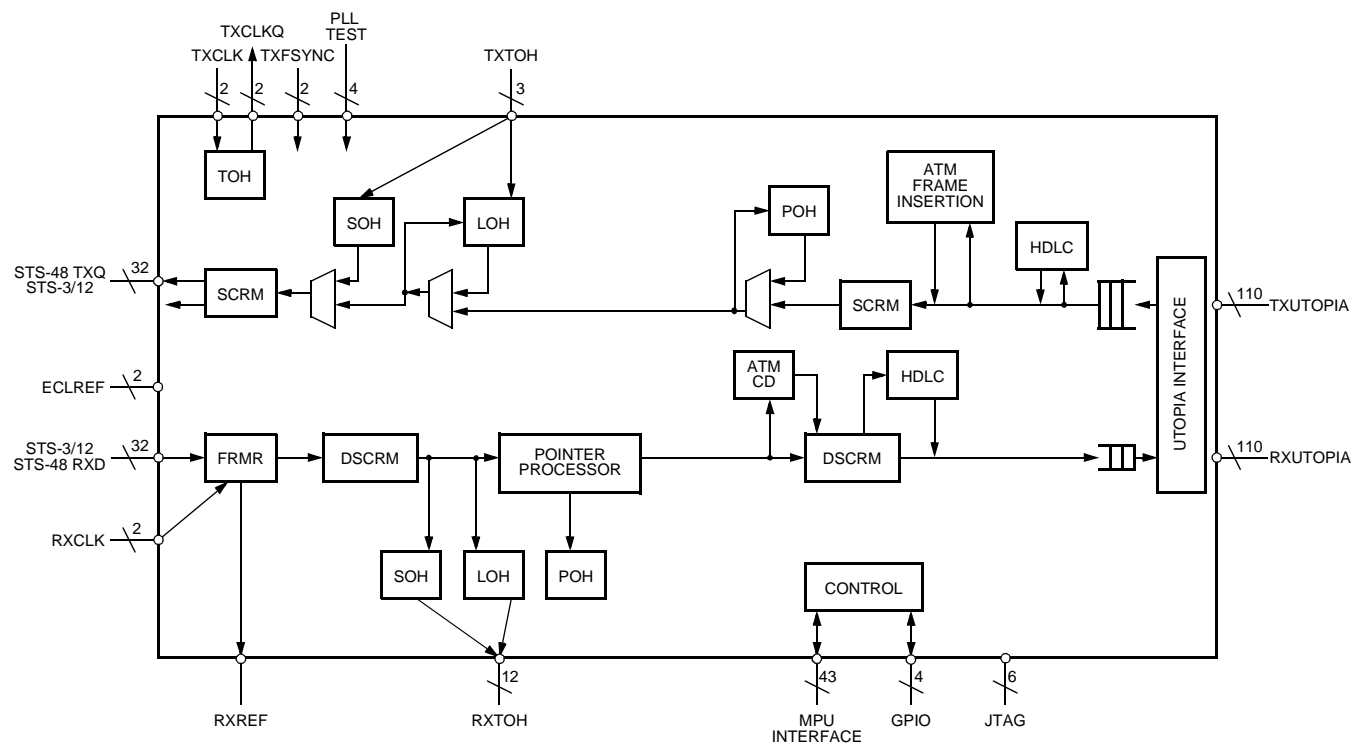 PLL
TEST
TXCLKQ
TXCLK
TXFSYNC
TXTOH
2
2
2
4
3
TOH
SOH
LOH
POH
ATM
FRAME
INSERTION
HDLC
STS-48 TXQ
STS-3/12
32
SCRM
SCRM
UTOPIA INTERFACE
110
TXUTOPIA
ECLREF
2
ATM
CD
HDLC
STS-3/12
STS-48 RXD
32
FRMR
DSCRM
POINTER
PROCESSOR
DSCRM
110
RXUTOPIA
RXCLK
2
SOH
LOH
POH
CONTROL
RXREF
12
RXTOH
43
MPU
INTERFACE
4
GPIO
6
JTAG